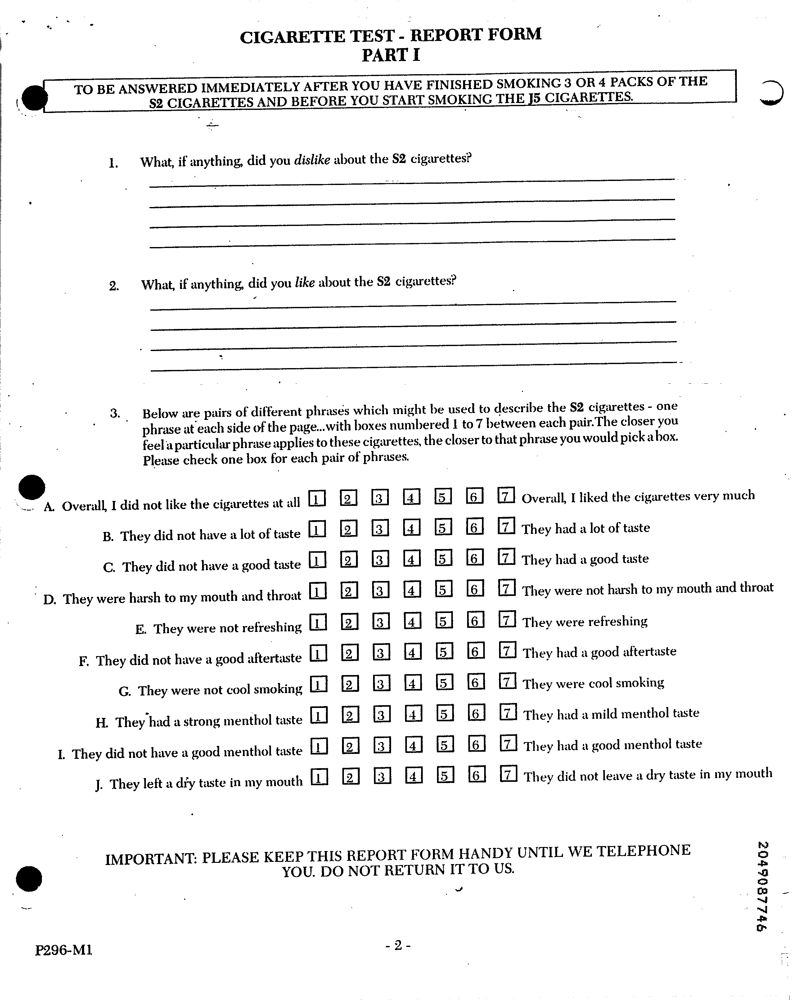 CIGARETTE TEST - REPORT FORM
PART I
TO BE ANSWERED IMMEDIATELY AFTER YOU HAVE FINISHED SMOKING 3 OR 4 PACKS OF THE
S2 CIGARETTES AND BEFORE YOU START SMOKING THE J5 CIGARETTES.
1. What, if anything, did you dislike about the S2 cigarettes?
2. What, if anything, did you like about the S2 cigarettes?
3. Below are pairs of different phrases which might be used to describe the S2 cigarettes - one
phrase at each side of the page...with boxes numbered 1 to 7 between each pair. The closer you
feel a particular phrase applies to these cigarettes, the closer to that phrase you would pick a box.
Please check one box for each pair of phrases.
A. Overall, I did not like the cigarettes at all 1 2 3 4 5 6 7 Overall, I liked the cigarettes very much
B. They did not have a lot of taste 1 2 3 4 5 6 7 They had a lot of taste
C. They did not have a good taste 1 2 3 4 5 6 7 They had a good taste
D. They were harsh to my mouth and throat 1 2 3 4 5 6 7 They were not harsh to my mouth and throat
E. They were not refreshing 1 2 3 4 5 6 7 They were refreshing
F. They did not have a good aftertaste 1 2 3 4 5 6 7 They had a good aftertaste
G. They were not cool smoking 1 2 3 4 5 6 7 They were cool smoking
H. They had a strong menthol taste 1 2 3 4 5 6 7 They had a mild menthol taste
I. They did not have a good menthol taste 1 2 3 4 5 6 7 They had a good menthol taste
J. They left a dry taste in my mouth 1 2 3 4 5 6 7 They did not leave a dry taste in my mouth
IMPORTANT: PLEASE KEEP THIS REPORT FORM HANDY UNTIL WE TELEPHONE
YOU. DO NOT RETURN IT TO US.
2049087746
P296-M1
- 2 -